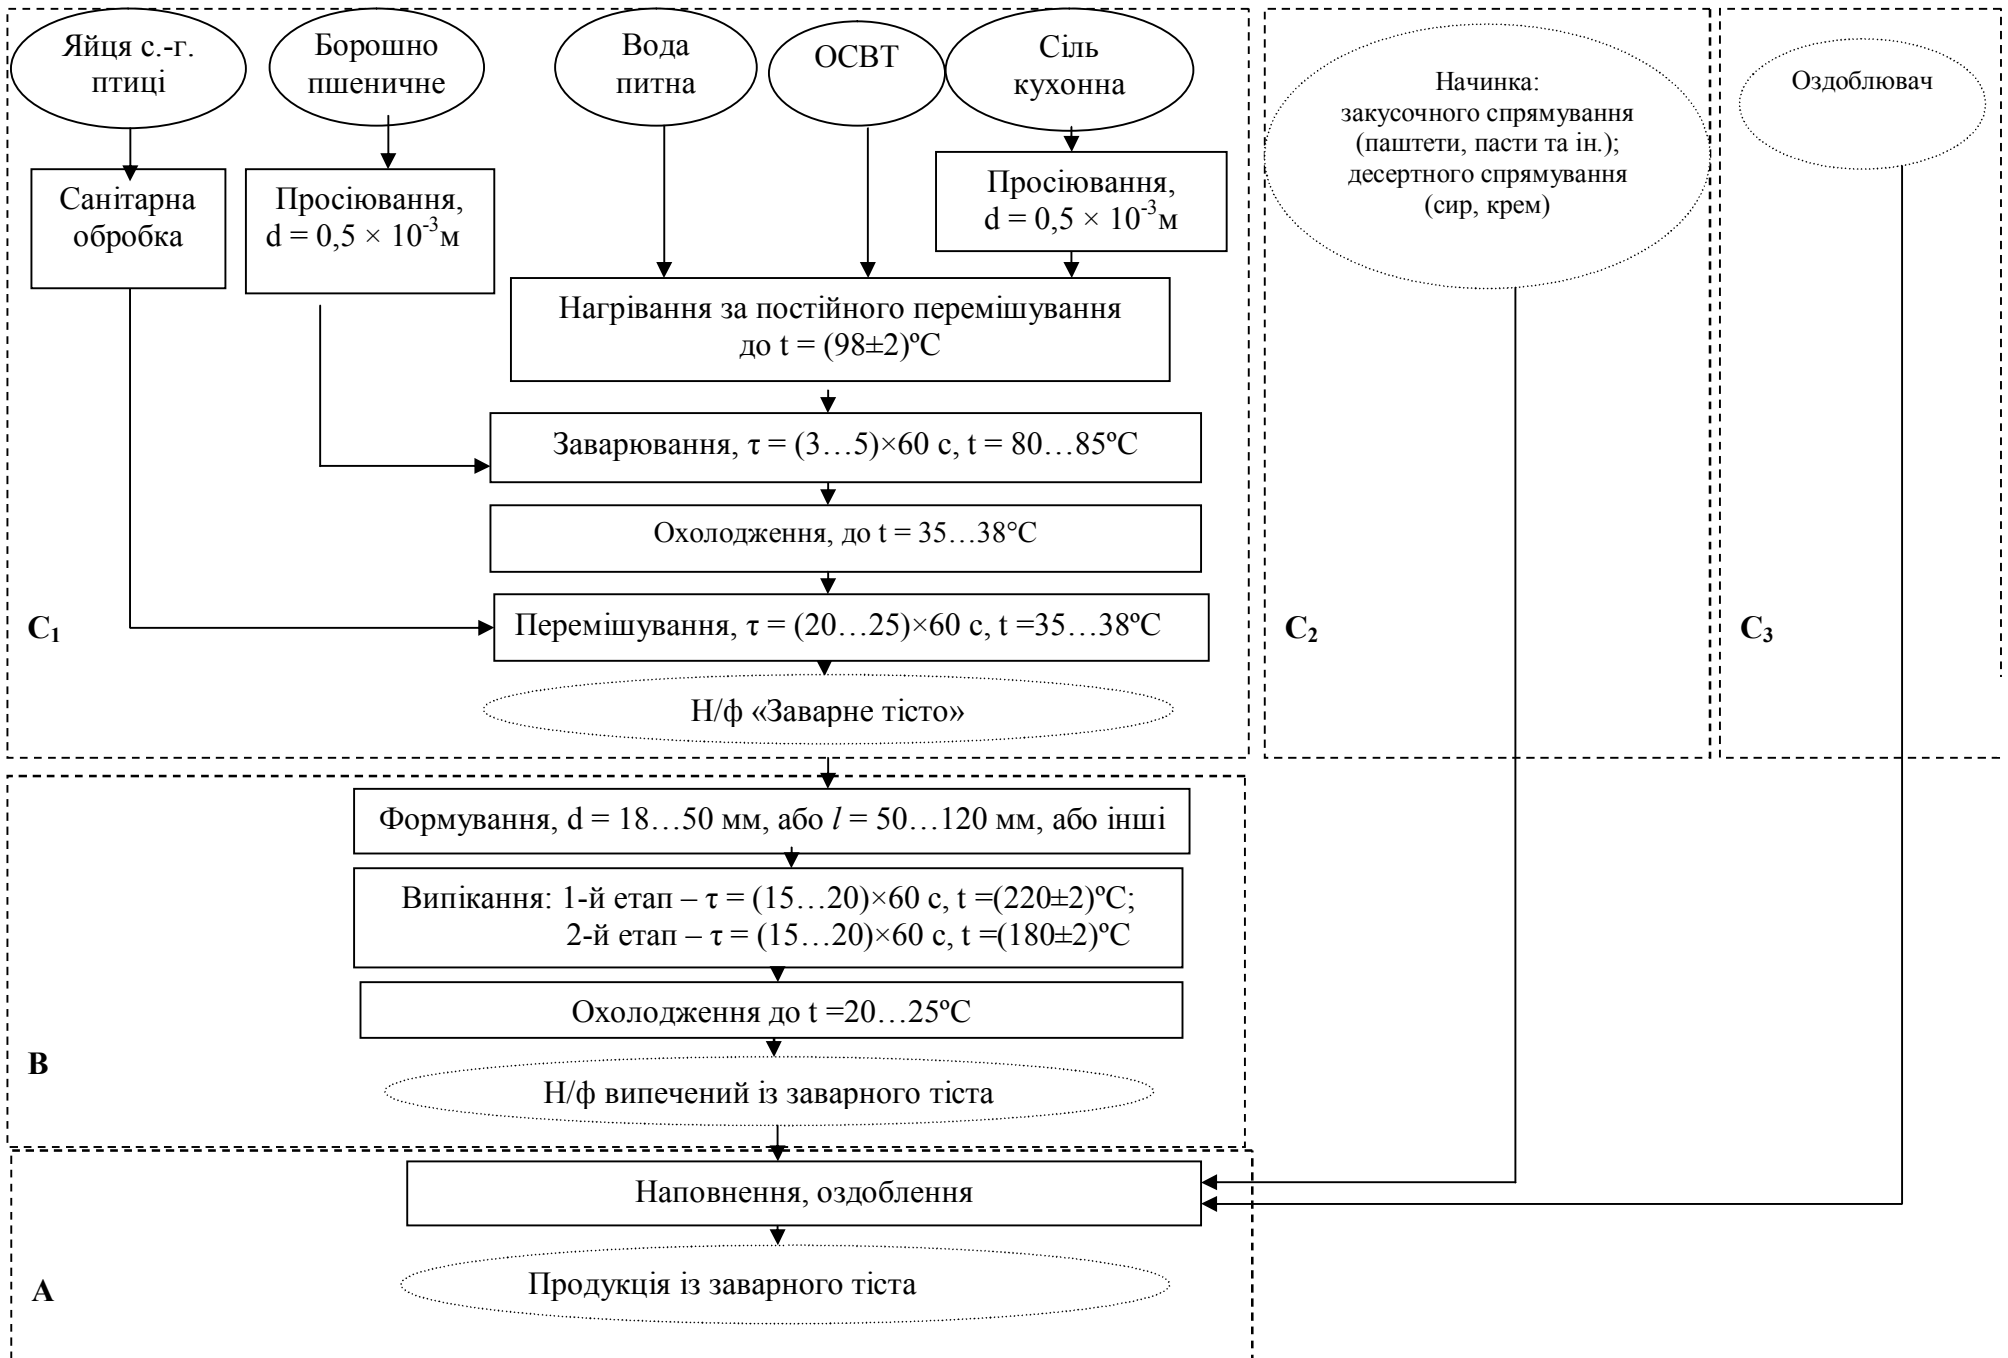 Яйця с.-г.
птиці
Борошно
пшеничне
Вода
питна
ОСВТ
Сіль
кухонна
Начинка:
закусочного спрямування
(паштети, пасти та ін.);
десертного спрямування
(сир, крем)
Оздоблювач
Санітарна
обробка
Просіювання,
d = 0,5 × 10⁻³м
Просіювання,
d = 0,5 × 10⁻³м
Нагрівання за постійного перемішування
до t = (98±2)ºС
Заварювання, τ = (3…5)×60 с, t = 80…85ºС
Охолодження, до t = 35…38°С
Перемішування, τ = (20…25)×60 с, t =35…38ºС
С₁
С₂
С₃
Н/ф «Заварне тісто»
Формування, d = 18…50 мм, або l = 50…120 мм, або інші
Випікання: 1-й етап – τ = (15…20)×60 с, t =(220±2)ºС;
2-й етап – τ = (15…20)×60 с, t =(180±2)ºС
Охолодження до t =20…25ºС
В
Н/ф випечений із заварного тіста
Наповнення, оздоблення
Продукція із заварного тіста
А